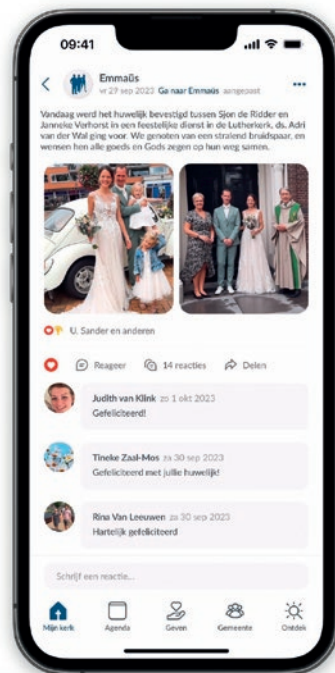 09:41
Emmaüs
vr 29 sep 2023 Ga naar Emmaüs aangepast
Vandaag werd het huwelijk bevestigd tussen Sjon de Ridder en
Janneke Verhorst in een feestelijke dienst in de Lutherkerk, ds. Adri
van der Wal ging voor. We genoten van een stralend bruidspaar, en
wensen hen alle goeds en Gods zegen op hun weg samen.
U, Sander en anderen
Reageer 14 reacties Delen
Judith van Klink zo 1 okt 2023
Gefeliciteerd!
Tineke Zaal-Mos za 30 sep 2023
Gefeliciteerd met jullie huwelijk!
Rina Van Leeuwen za 30 sep 2023
Hartelijk gefeliciteerd
Schrijf een reactie...
Mijn kerk Agenda Geven Gemeente Ontdek